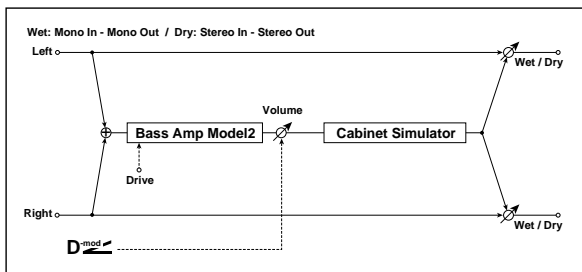 Wet: Mono In - Mono Out / Dry: Stereo In - Stereo Out
Left
Wet / Dry
Volume
Bass Amp Model2
Cabinet Simulator
Drive
Right
Wet / Dry
D-mod